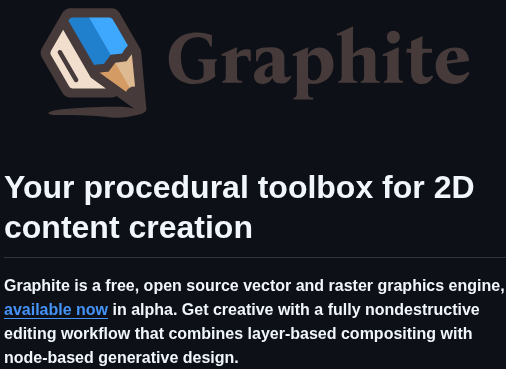 Graphite
Your procedural toolbox for 2D
content creation
Graphite is a free, open source vector and raster graphics engine,
available now in alpha. Get creative with a fully nondestructive
editing workflow that combines layer-based compositing with
node-based generative design.